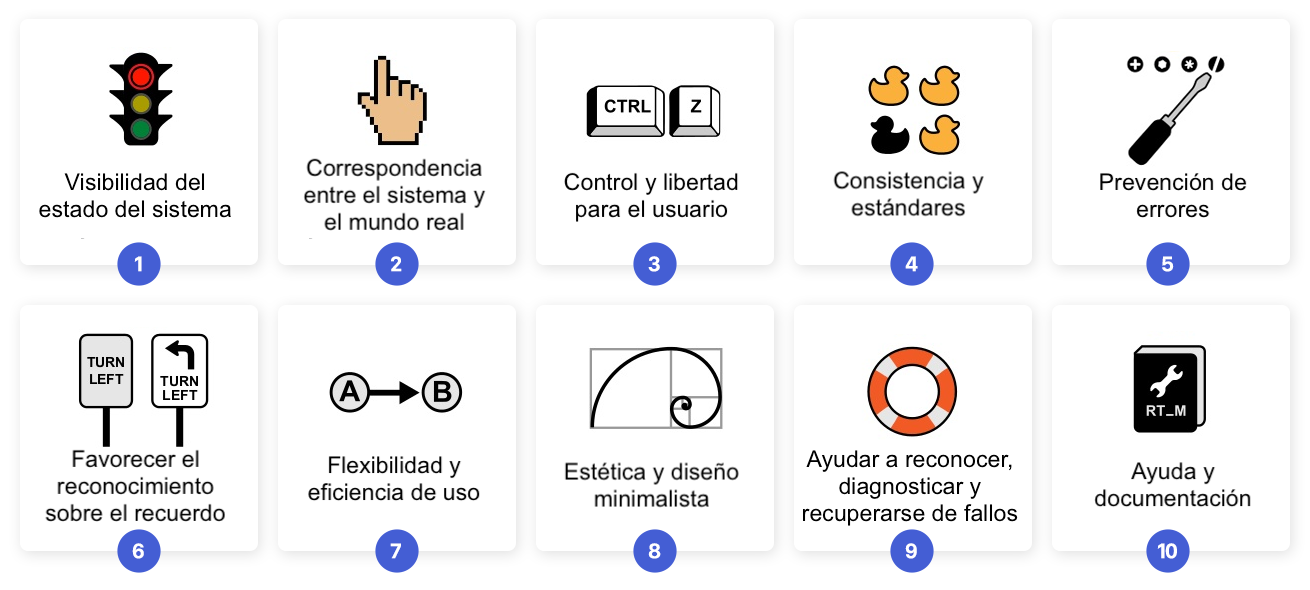 Visibilidad del
estado del sistema
1
Correspondencia
entre el sistema y
el mundo real
2
CTRL
Z
Control y libertad
para el usuario
3
Consistencia y
estándares
4
Prevención de
errores
5
TURN
LEFT
TURN
LEFT
Favorecer el
reconocimiento
sobre el recuerdo
6
A
B
Flexibilidad y
eficiencia de uso
7
Estética y diseño
minimalista
8
Ayudar a reconocer,
diagnosticar y
recuperarse de fallos
9
RT_M
Ayuda y
documentación
10